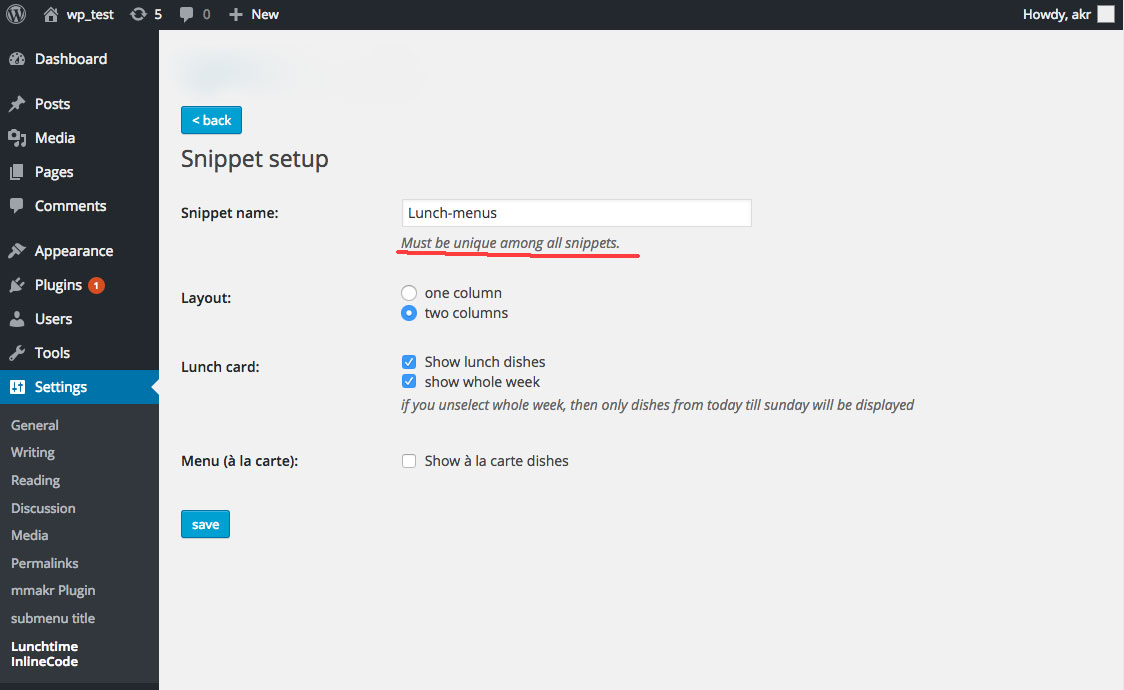 wp_test 5 0 New Howdy, akr
Dashboard
Posts
Media
Pages
Comments
Appearance
Plugins 1
Users
Tools
Settings
General
Writing
Reading
Discussion
Media
Permalinks
mmakr Plugin
submenu title
Lunchtime
InlineCode
< back
Snippet setup
Snippet name: Lunch-menus
Must be unique among all snippets.
Layout: one column
two columns
Lunch card: Show lunch dishes
show whole week
if you unselect whole week, then only dishes from today till sunday will be displayed
Menu (à la carte): Show à la carte dishes
save